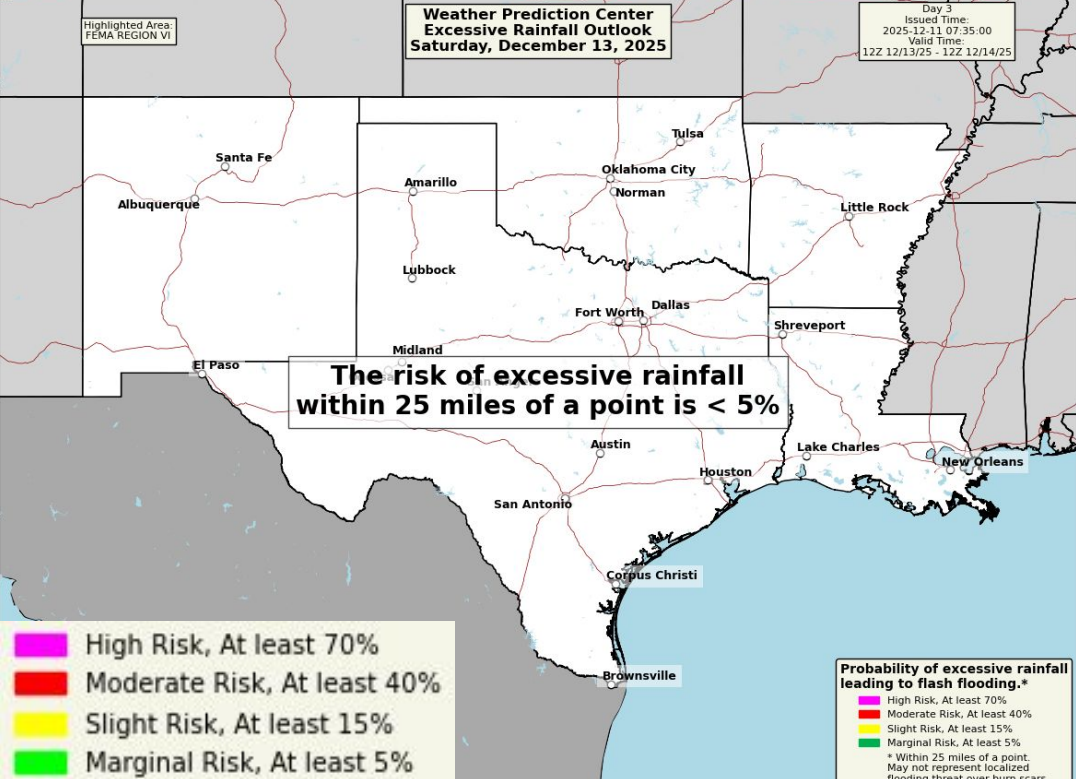 Highlighted Area:
FEMA REGION VI
Weather Prediction Center
Excessive Rainfall Outlook
Saturday, December 13, 2025
Day 3
Issued Time:
2025-12-11 07:35:00
Valid Time:
12Z 12/13/25 - 12Z 12/14/25
Tulsa
Santa Fe
Oklahoma City
Amarillo
Norman
Albuquerque
Little Rock
Lubbock
Dallas
Fort Worth
Shreveport
Midland
El Paso
The risk of excessive rainfall
within 25 miles of a point is < 5%
Austin
Lake Charles
New Orleans
Houston
San Antonio
Corpus Christi
Brownsville
High Risk, At least 70%
Moderate Risk, At least 40%
Slight Risk, At least 15%
Marginal Risk, At least 5%
Probability of excessive rainfall
leading to flash flooding.*
High Risk, At least 70%
Moderate Risk, At least 40%
Slight Risk, At least 15%
Marginal Risk, At least 5%
* Within 25 miles of a point.
May not represent localized
flooding threat over burn scars